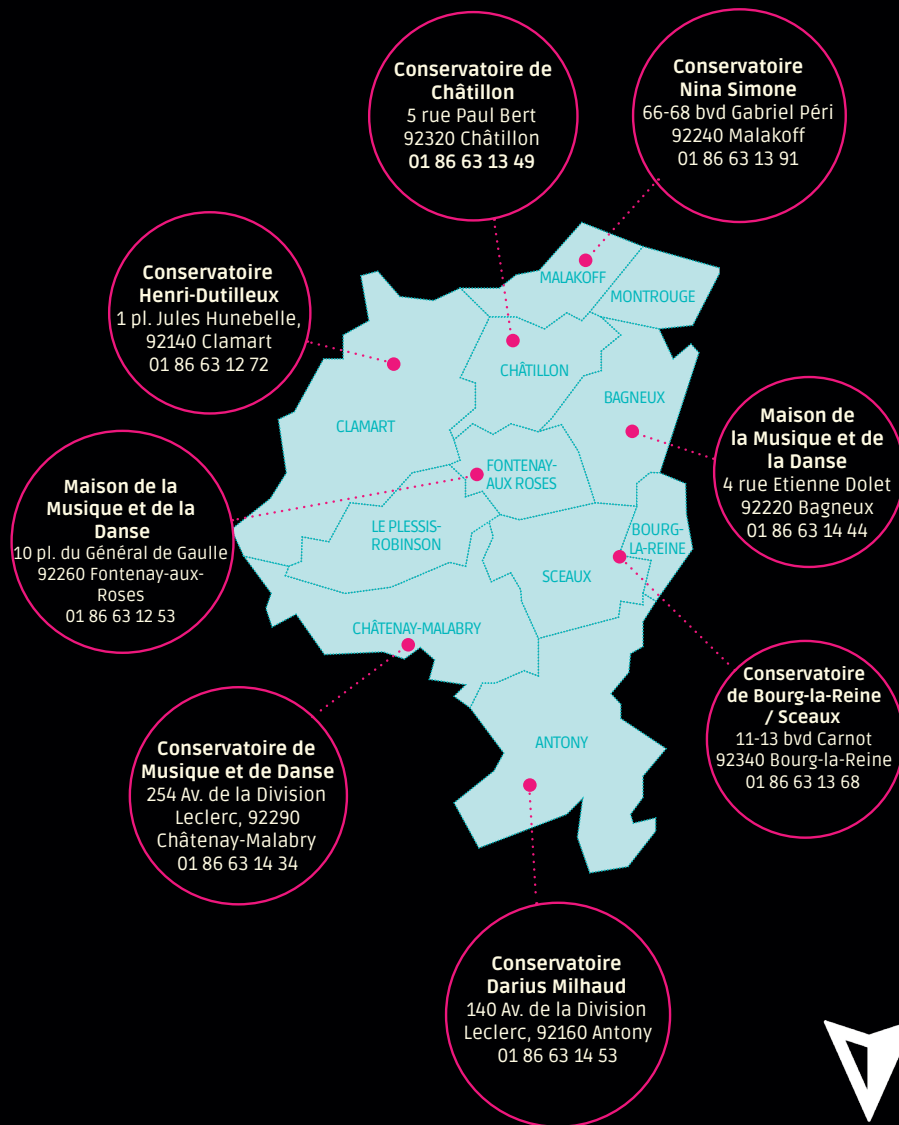 Conservatoire de
Châtillon
5 rue Paul Bert
92320 Châtillon
01 86 63 13 49
Conservatoire
Nina Simone
66-68 bvd Gabriel Péri
92240 Malakoff
01 86 63 13 91
Conservatoire
Henri-Dutilleux
1 pl. Jules Hunebelle,
92140 Clamart
01 86 63 12 72
MALAKOFF
MONTROUGE
CHÂTILLON
BAGNEUX
CLAMART
FONTENAY-
AUX ROSES
LE PLESSIS-
ROBINSON
BOURG-
LA-REINE
SCEAUX
CHÂTENAY-MALABRY
ANTONY
Maison de
la Musique et de
la Danse
4 rue Etienne Dolet
92220 Bagneux
01 86 63 14 44
Maison de la
Musique et de la
Danse
10 pl. du Général de Gaulle
92260 Fontenay-aux-
Roses
01 86 63 12 53
Conservatoire
de Bourg-la-Reine
/ Sceaux
11-13 bvd Carnot
92340 Bourg-la-Reine
01 86 63 13 68
Conservatoire de
Musique et de Danse
254 Av. de la Division
Leclerc, 92290
Châtenay-Malabry
01 86 63 14 34
Conservatoire
Darius Milhaud
140 Av. de la Division
Leclerc, 92160 Antony
01 86 63 14 53